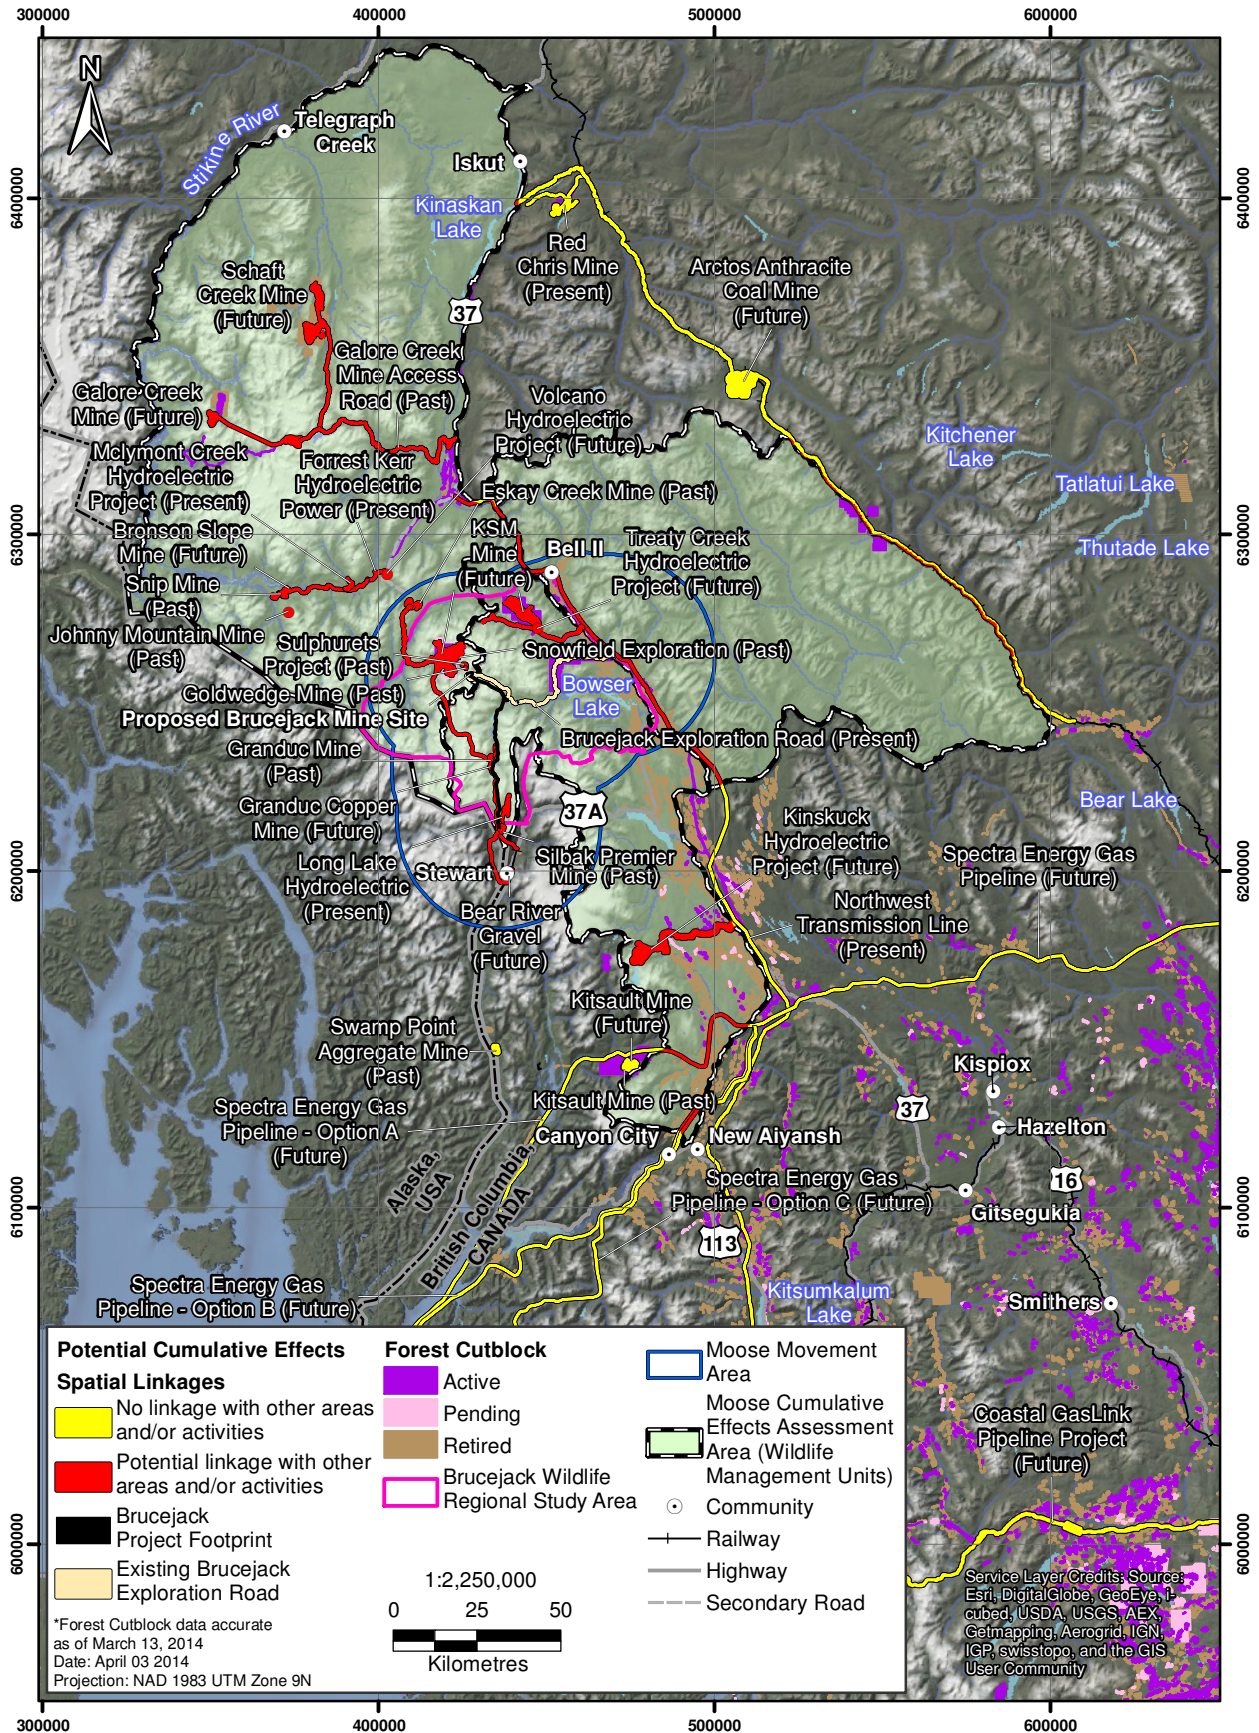 300000
400000
500000
600000
N
Stikine River
Telegraph
Creek
Iskut
6400000
6400000
Kinaskan
Lake
Red
Chris Mine
(Present)
Schaft
Creek Mine
(Future)
Arctos Anthracite
Coal Mine
(Future)
37
Galore Creek
Mine Access
Road (Past)
Galore Creek
Mine (Future)
Volcano
Hydroelectric
Project (Future)
Kitchener
Lake
Mclymont Creek
Hydroelectric
Project (Present)
Forrest Kerr
Hydroelectric
Power (Present)
Tatlatui Lake
Eskay Creek Mine (Past)
6300000
6300000
Bronson Slope
Mine (Future)
KSM
Mine
(Future)
Bell II
Treaty Creek
Hydroelectric
Project (Future)
Thutade Lake
Snip Mine
(Past)
Johnny Mountain Mine
(Past)
Sulphurets
Project (Past)
Snowfield Exploration (Past)
Goldwedge Mine (Past)
Bowser
Lake
Proposed Brucejack Mine Site
Brucejack Exploration Road (Present)
Granduc Mine
(Past)
Granduc Copper
Mine (Future)
37A
Bear Lake
Kinskuck
Hydroelectric
Project (Future)
Long Lake
Hydroelectric
(Present)
Stewart
Silbak Premier
Mine (Past)
Spectra Energy Gas
Pipeline (Future)
6200000
6200000
Bear River
Gravel
(Future)
Northwest
Transmission Line
(Present)
Kitsault Mine
(Future)
Swamp Point
Aggregate Mine
(Past)
Kispiox
Spectra Energy Gas
Pipeline - Option A
(Future)
Kitsault Mine (Past)
37
Canyon City
New Aiyansh
Hazelton
Alaska,
USA
British Columbia,
CANADA
Spectra Energy Gas
Pipeline - Option C (Future)
16
6100000
6100000
Gitsegukla
113
Spectra Energy Gas
Pipeline - Option B (Future)
Kitsumkalum
Lake
Smithers
Coastal GasLink
Pipeline Project
(Future)
6000000
6000000
Potential Cumulative Effects
Spatial Linkages
No linkage with other areas
and/or activities
Potential linkage with other
areas and/or activities
Brucejack
Project Footprint
Existing Brucejack
Exploration Road
*Forest Cutblock data accurate
as of March 13, 2014
Date: April 03 2014
Projection: NAD 1983 UTM Zone 9N
Forest Cutblock
Active
Pending
Retired
Brucejack Wildlife
Regional Study Area
1:2,250,000
0 25 50
Kilometres
Moose Movement
Area
Moose Cumulative
Effects Assessment
Area (Wildlife
Management Units)
Community
Railway
Highway
Secondary Road
Service Layer Credits: Source:
Esri, DigitalGlobe, GeoEye, i-
cubed, USDA, USGS, AEX,
Getmapping, Aerogrid, IGN,
IGP, swisstopo, and the GIS
User Community
300000
400000
500000
600000